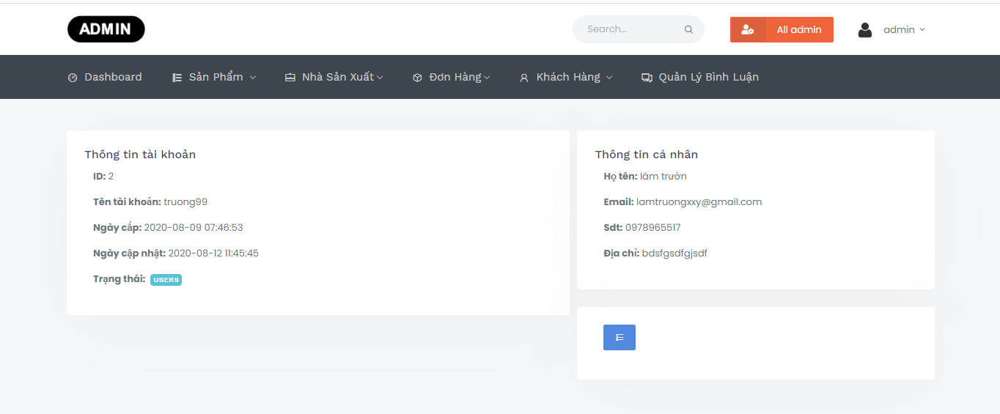 ADMIN
Search...
All admin
admin
Dashboard
Sản Phẩm
Nhà Sản Xuất
Đơn Hàng
Khách Hàng
Quản Lý Bình Luận
Thông tin tài khoản
ID: 2
Tên tài khoản: truong99
Ngày cấp: 2020-08-09 07:46:53
Ngày cập nhật: 2020-08-12 11:45:45
Trạng thái: USERS
Thông tin cá nhân
Họ tên: lâm trườn
Email: lamtruongxxy@gmail.com
Sdt: 0978965517
Địa chỉ: bdsfgsdfgjsdf